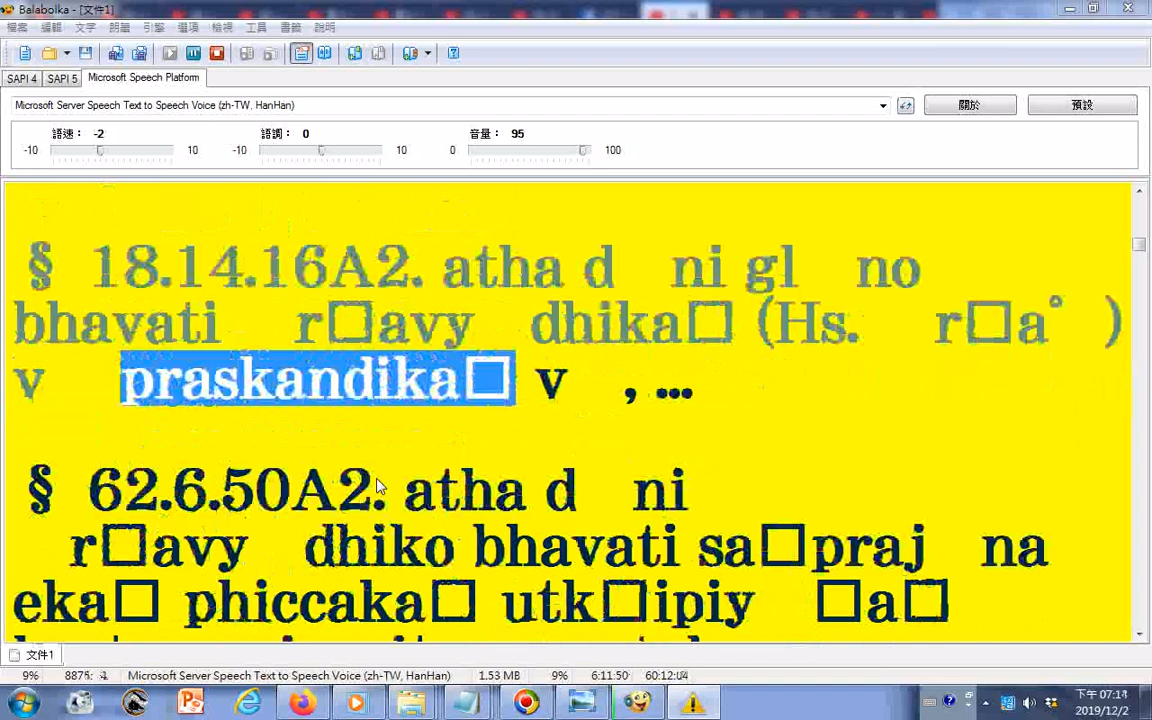 Balabolka - [文件1]
檔案 編輯 文字 朗讀 引擎 選項 檢視 工具 書籤 說明
SAPI 4 SAPI 5 Microsoft Speech Platform
Microsoft Server Speech Text to Speech Voice (zh-TW, HanHan)
關於 預設
語速： -2 語調： 0 音量： 95
-10 10 -10 10 0 100
§ 18.14.16A2. atha d ni gl no
bhavati r□avy dhika□ (Hs. r□a° )
v praskandika□ v , ...
§ 62.6.50A2. atha d ni
r□avy dhiko bhavati sa□praj na
eka□ phiccaka□ utk□ipiy □a□
文件1
9% Microsoft Server Speech Text to Speech Voice (zh-TW, HanHan) 1.53 MB 9% 6:11:50 60:12:04
下午 07:14
2019/12/2